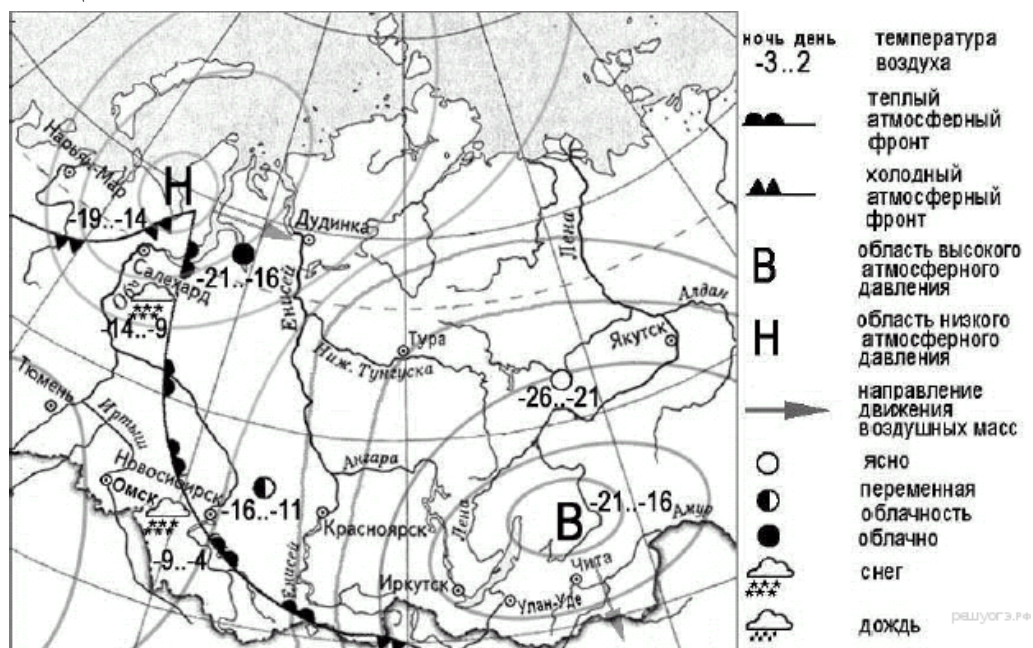 Нарьян-Мар
Н
-19..-14
Дудинка
Салехард
-21..-16
Обь
-14..-9
Енисей
Лена
Алдан
Тура
Якутск
Ниж. Тунгуска
Тюмень
-26..-21
Иртыш
Ангара
Новосибирск
Омск
-16..-11
Лена
В
-21..-16
Амур
Красноярск
-9..-4
Енисей
Иркутск
Чита
Улан-Удэ
ночь день
-3..2
температура
воздуха
теплый
атмосферный
фронт
холодный
атмосферный
фронт
В
область высокого
атмосферного
давления
Н
область низкого
атмосферного
давления
направление
движения
воздушных масс
ясно
переменная
облачность
облачно
снег
дождь
решуогэ.рф